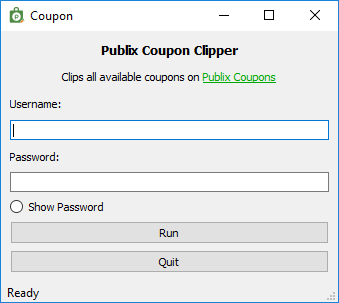 Coupon
Publix Coupon Clipper
Clips all available coupons on Publix Coupons
Username:
Password:
Show Password
Run
Quit
Ready